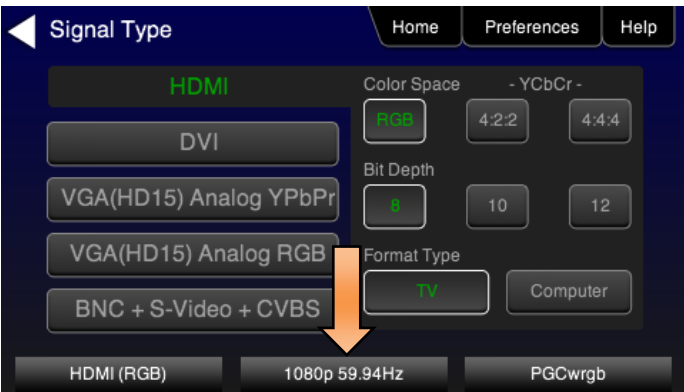 Signal Type
Home
Preferences
Help
HDMI
DVI
VGA(HD15) Analog YPbPr
VGA(HD15) Analog RGB
BNC + S-Video + CVBS
Color Space
- YCbCr -
RGB
4:2:2
4:4:4
Bit Depth
8
10
12
Format Type
TV
Computer
HDMI (RGB)
1080p 59.94Hz
PGCwrgb